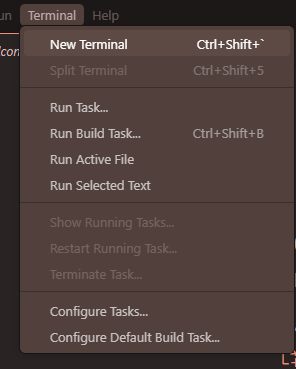 un Terminal Help
con
New Terminal Ctrl+Shift+`
Split Terminal Ctrl+Shift+5
Run Task...
Run Build Task... Ctrl+Shift+B
Run Active File
Run Selected Text
Show Running Tasks...
Restart Running Task...
Terminate Task...
Configure Tasks...
Configure Default Build Task...